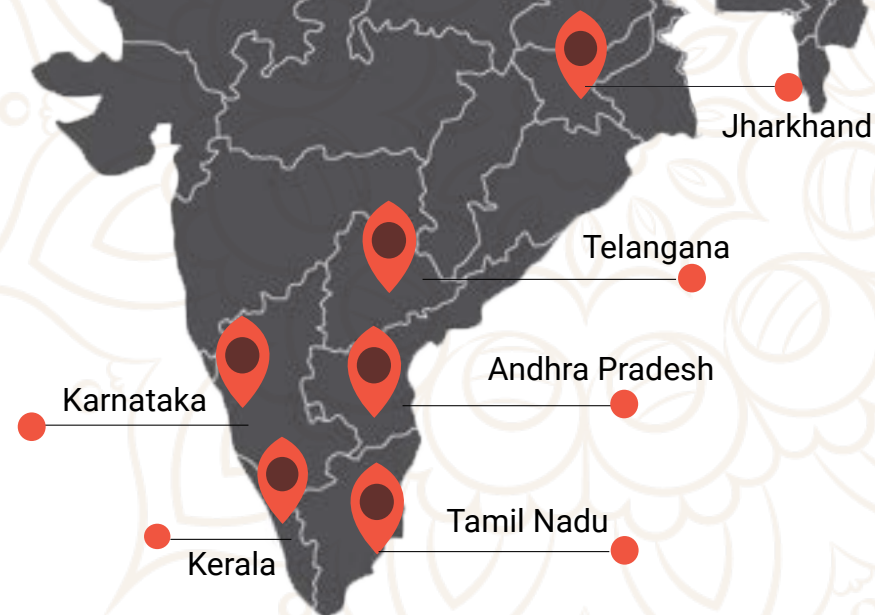 Jharkhand
Telangana
Andhra Pradesh
Karnataka
Tamil Nadu
Kerala